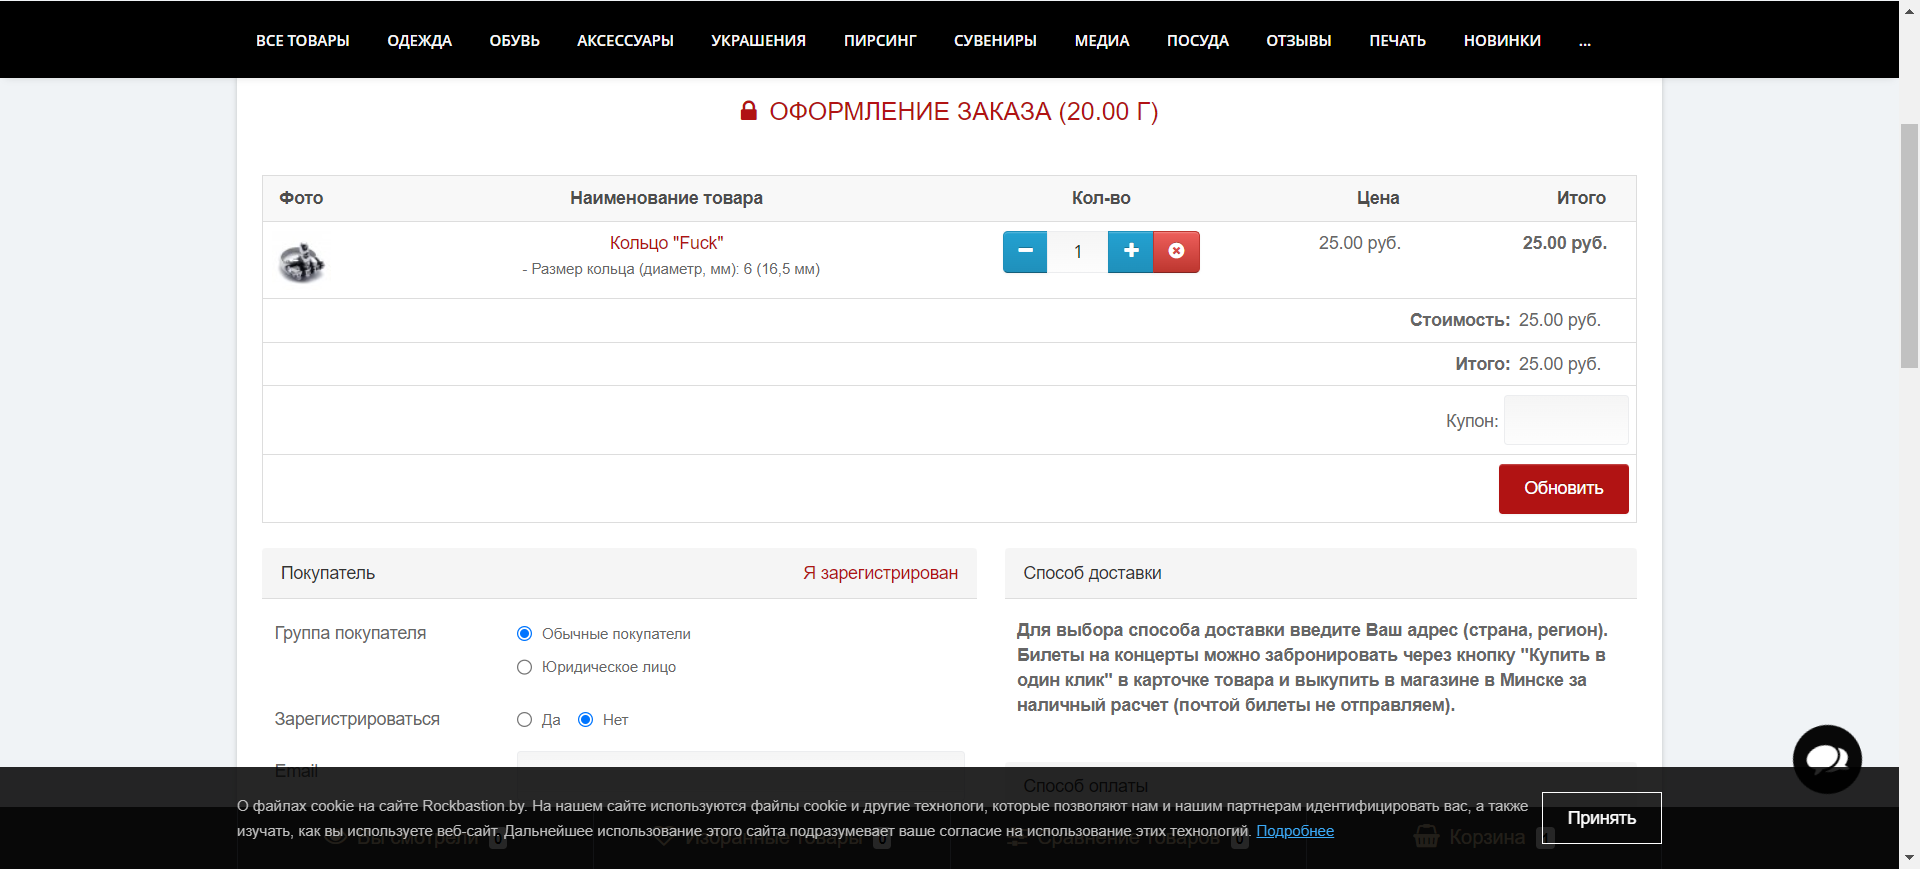 ВСЕ ТОВАРЫ ОДЕЖДА ОБУВЬ АКСЕССУАРЫ УКРАШЕНИЯ ПИРСИНГ СУВЕНИРЫ МЕДИА ПОСУДА ОТЗЫВЫ ПЕЧАТЬ НОВИНКИ ...
ОФОРМЛЕНИЕ ЗАКАЗА (20.00 Г)
Фото Наименование товара Кол-во Цена Итого
Кольцо "Fuck" 1 25.00 руб. 25.00 руб.
- Размер кольца (диаметр, мм): 6 (16,5 мм)
Стоимость: 25.00 руб.
Итого: 25.00 руб.
Купон:
Обновить
Покупатель Я зарегистрирован
Группа покупателя Обычные покупатели
Юридическое лицо
Зарегистрироваться Да Нет
Email
Способ доставки
Для выбора способа доставки введите Ваш адрес (страна, регион).
Билеты на концерты можно забронировать через кнопку "Купить в
один клик" в карточке товара и выкупить в магазине в Минске за
наличный расчет (почтой билеты не отправляем).
Способ оплаты
О файлах cookie на сайте Rockbastion.by. На нашем сайте используются файлы cookie и другие технологи, которые позволяют нам и нашим партнерам идентифицировать вас, а также
изучать, как вы используете веб-сайт. Дальнейшее использование этого сайта подразумевает ваше согласие на использование этих технологий. Подробнее
Принять
Вы смотрели 0 Избранные товары 0 Сравнение товаров 0 Корзина 1